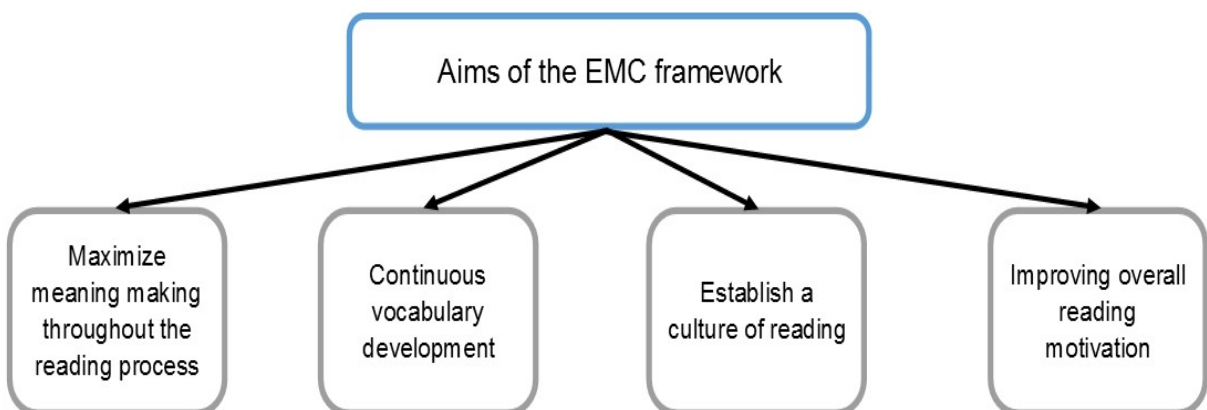 Aims of the EMC framework
Maximize
meaning making
throughout the
reading process
Continuous
vocabulary
development
Establish a
culture of reading
Improving overall
reading
motivation